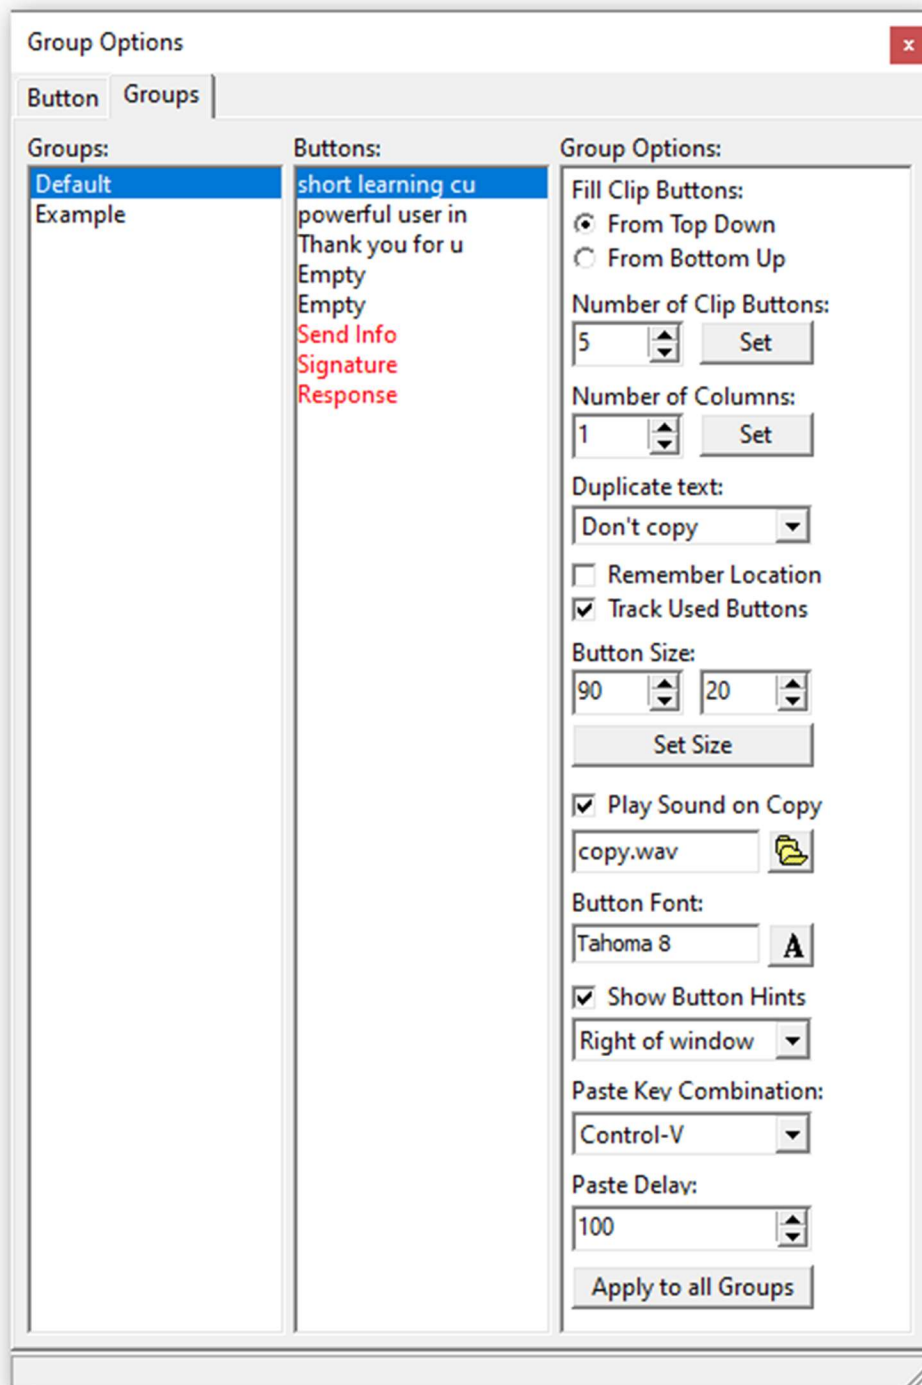 Group Options
x
Button Groups
Groups:
Default
Example
Buttons:
short learning cu
powerful user in
Thank you for u
Empty
Empty
Send Info
Signature
Response
Group Options:
Fill Clip Buttons:
From Top Down
From Bottom Up
Number of Clip Buttons:
5 Set
Number of Columns:
1 Set
Duplicate text:
Don't copy
Remember Location
Track Used Buttons
Button Size:
90 20
Set Size
Play Sound on Copy
copy.wav
Button Font:
Tahoma 8 A
Show Button Hints
Right of window
Paste Key Combination:
Control-V
Paste Delay:
100
Apply to all Groups